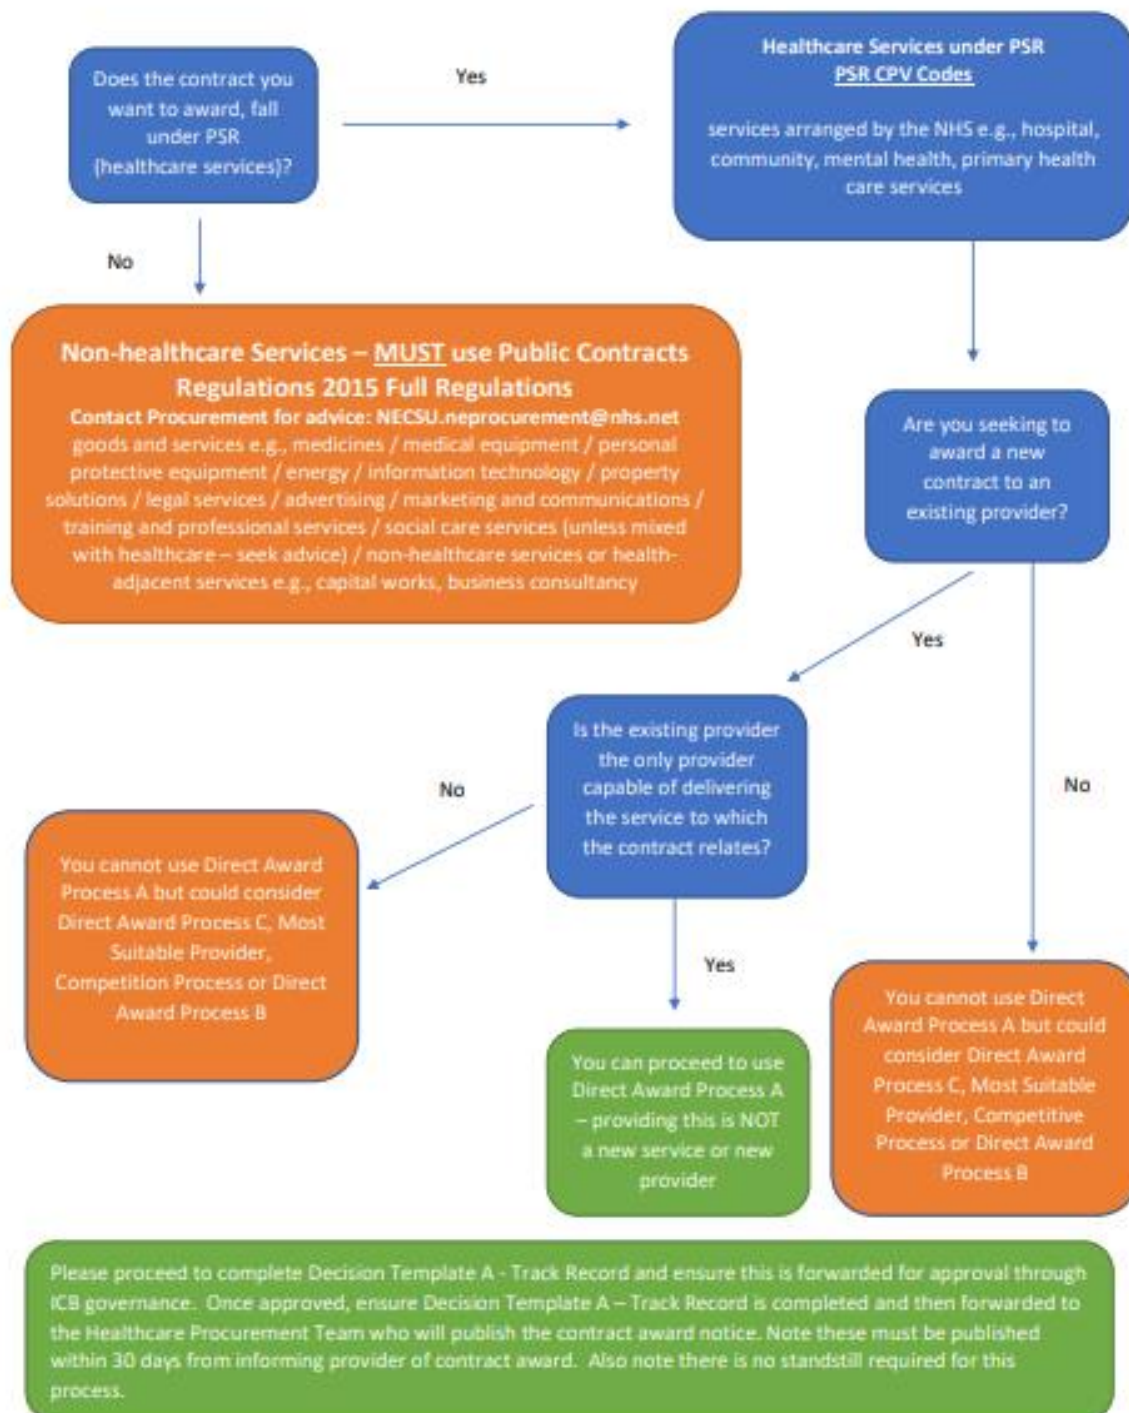 Does the contract you
want to award, fall
under PSR
(healthcare services)?
Yes
Healthcare Services under PSR
PSR CPV Codes
services arranged by the NHS e.g., hospital,
community, mental health, primary health
care services
No
Non-healthcare Services – MUST use Public Contracts
Regulations 2015 Full Regulations
Contact Procurement for advice: NECSU.neprocurement@nhs.net
goods and services e.g., medicines / medical equipment / personal
protective equipment / energy / information technology / property
solutions / legal services / advertising / marketing and communications /
training and professional services / social care services (unless mixed
with healthcare – seek advice) / non-healthcare services or health-
adjacent services e.g., capital works, business consultancy
Are you seeking to
award a new
contract to an
existing provider?
Yes
Is the existing provider
the only provider
capable of delivering
the service to which
the contract relates?
No
No
You cannot use Direct Award
Process A but could consider
Direct Award Process C, Most
Suitable Provider,
Competition Process or Direct
Award Process B
Yes
You can proceed to use
Direct Award Process A
– providing this is NOT
a new service or new
provider
You cannot use Direct
Award Process A but could
consider Direct Award
Process C, Most Suitable
Provider, Competitive
Process or Direct Award
Process B
Please proceed to complete Decision Template A - Track Record and ensure this is forwarded for approval through
ICB governance. Once approved, ensure Decision Template A – Track Record is completed and then forwarded to
the Healthcare Procurement Team who will publish the contract award notice. Note these must be published
within 30 days from informing provider of contract award. Also note there is no standstill required for this
process.